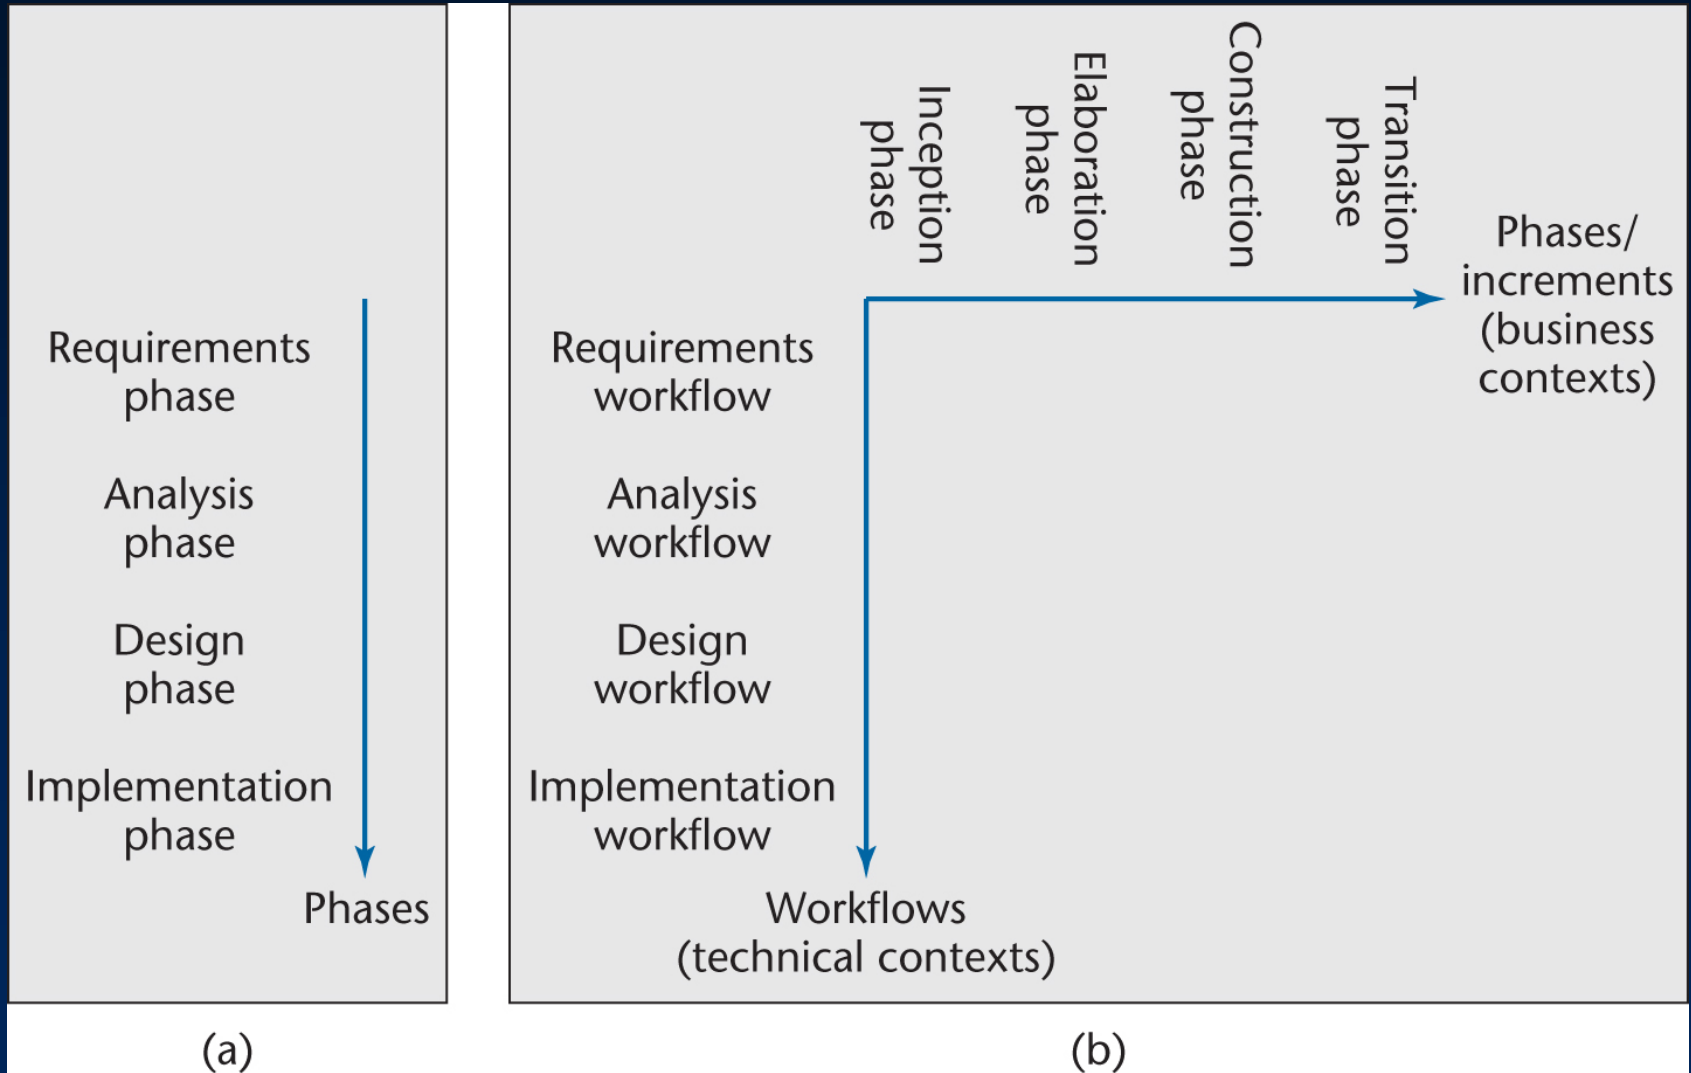 Requirements
phase
Analysis
phase
Design
phase
Implementation
phase
Phases
(a)
Inception
phase
Elaboration
phase
Construction
phase
Transition
phase
Phases/
increments
(business
contexts)
Requirements
workflow
Analysis
workflow
Design
workflow
Implementation
workflow
Workflows
(technical contexts)
(b)